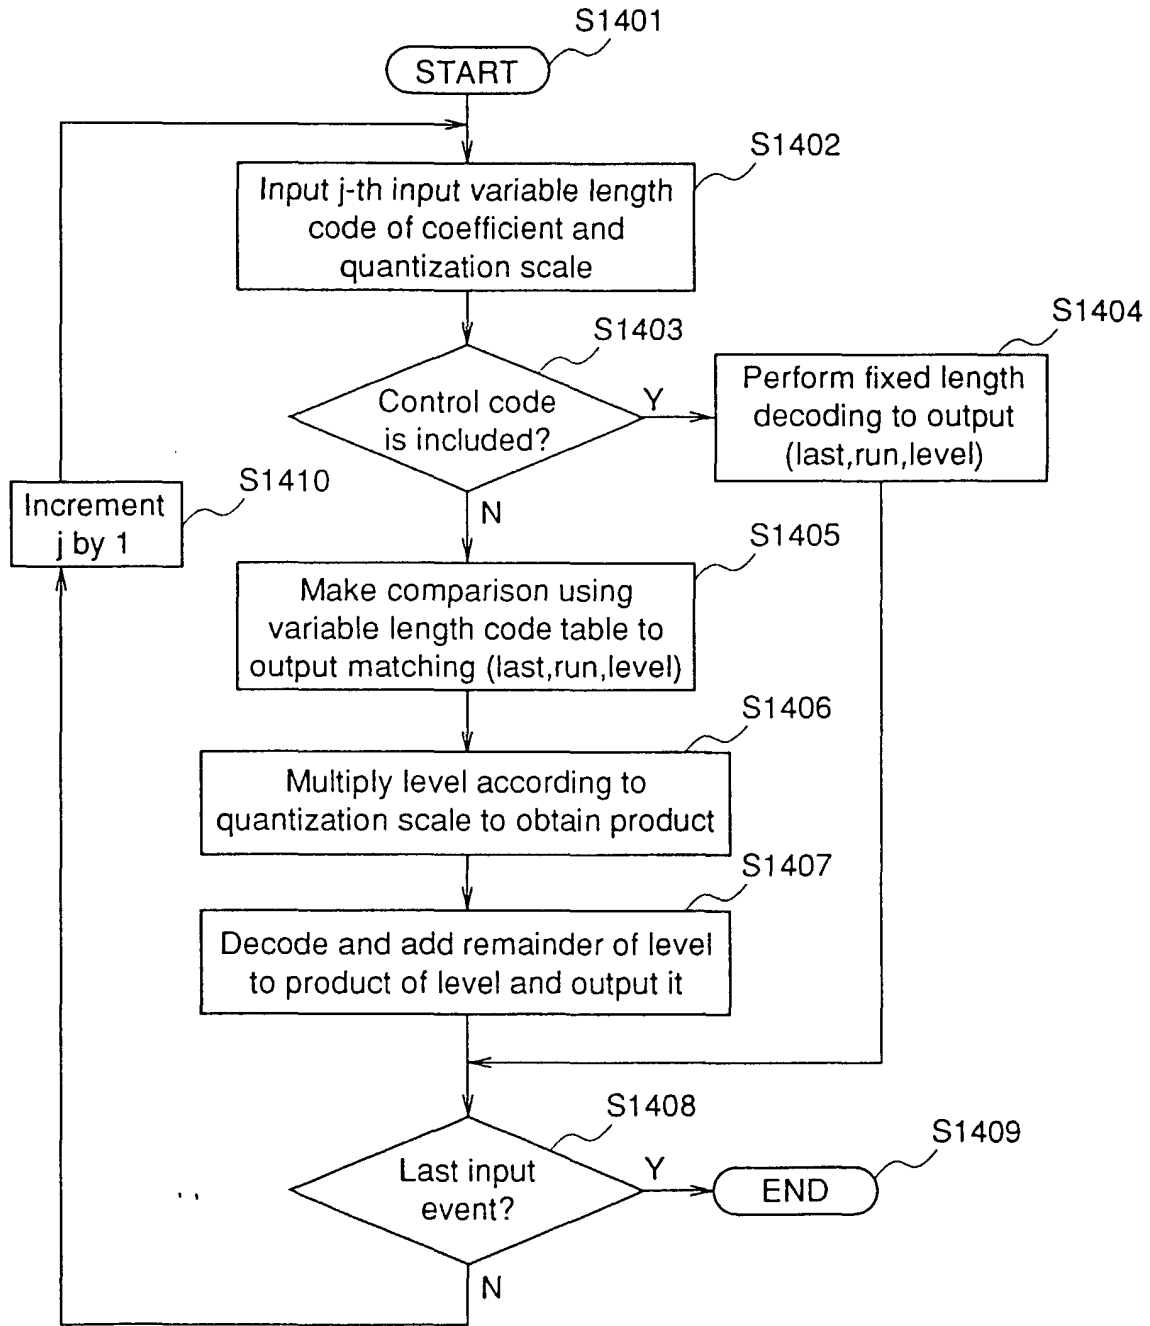 S1401
START
S1402
Input j-th input variable length
code of coefficient and
quantization scale
S1403
Control code
is included?
Y
N
S1404
Perform fixed length
decoding to output
(last,run,level)
S1410
Increment
j by 1
S1405
Make comparison using
variable length code table to
output matching (last,run,level)
S1406
Multiply level according to
quantization scale to obtain product
S1407
Decode and add remainder of level
to product of level and output it
S1408
Last input
event?
Y
N
S1409
END